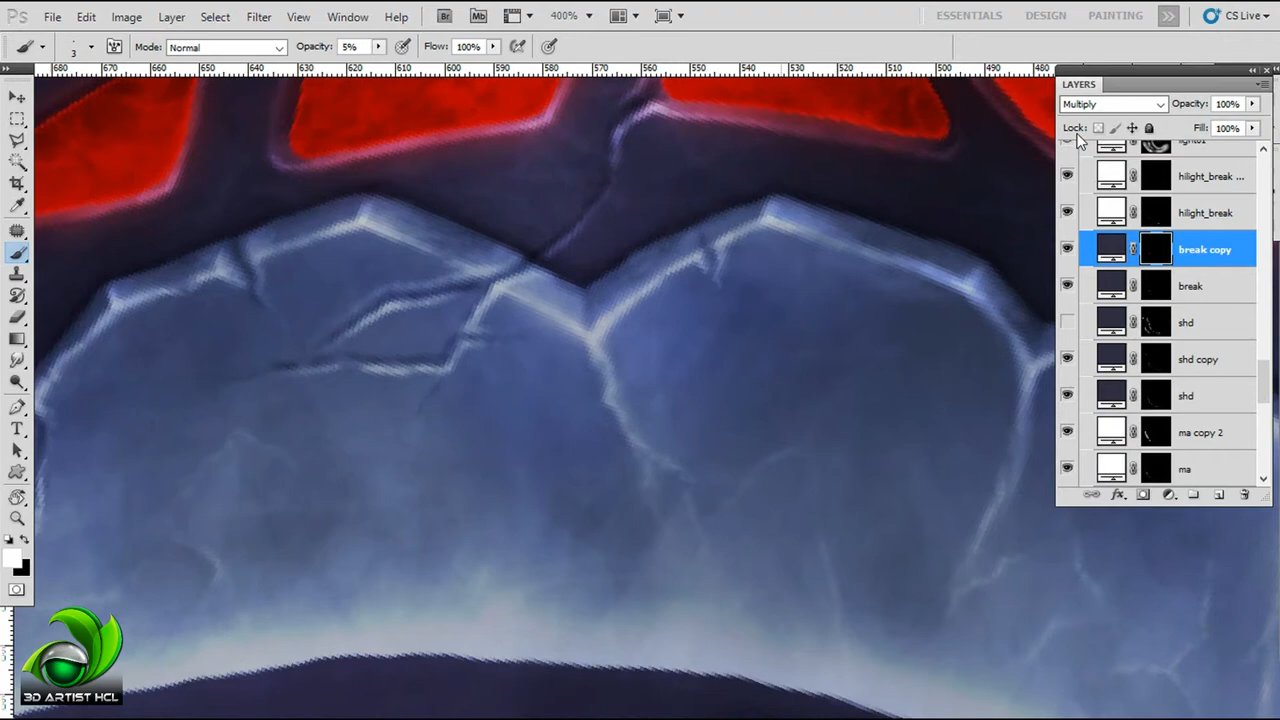 Ps File Edit Image Layer Select Filter View Window Help Br Mb 400% ESSENTIALS DESIGN PAINTING CS Live
3 Mode: Normal Opacity: 5% Flow: 100%
680 670 660 650 640 630 620 610 600 590 580 570 560 550 540 530 520 510 500 490 480
LAYERS
Multiply Opacity: 100%
Lock: Fill: 100%
hilight_break ...
hilight_break
break copy
break
shd
shd copy
shd
ma copy 2
ma
fx
T
3D ARTIST HCL